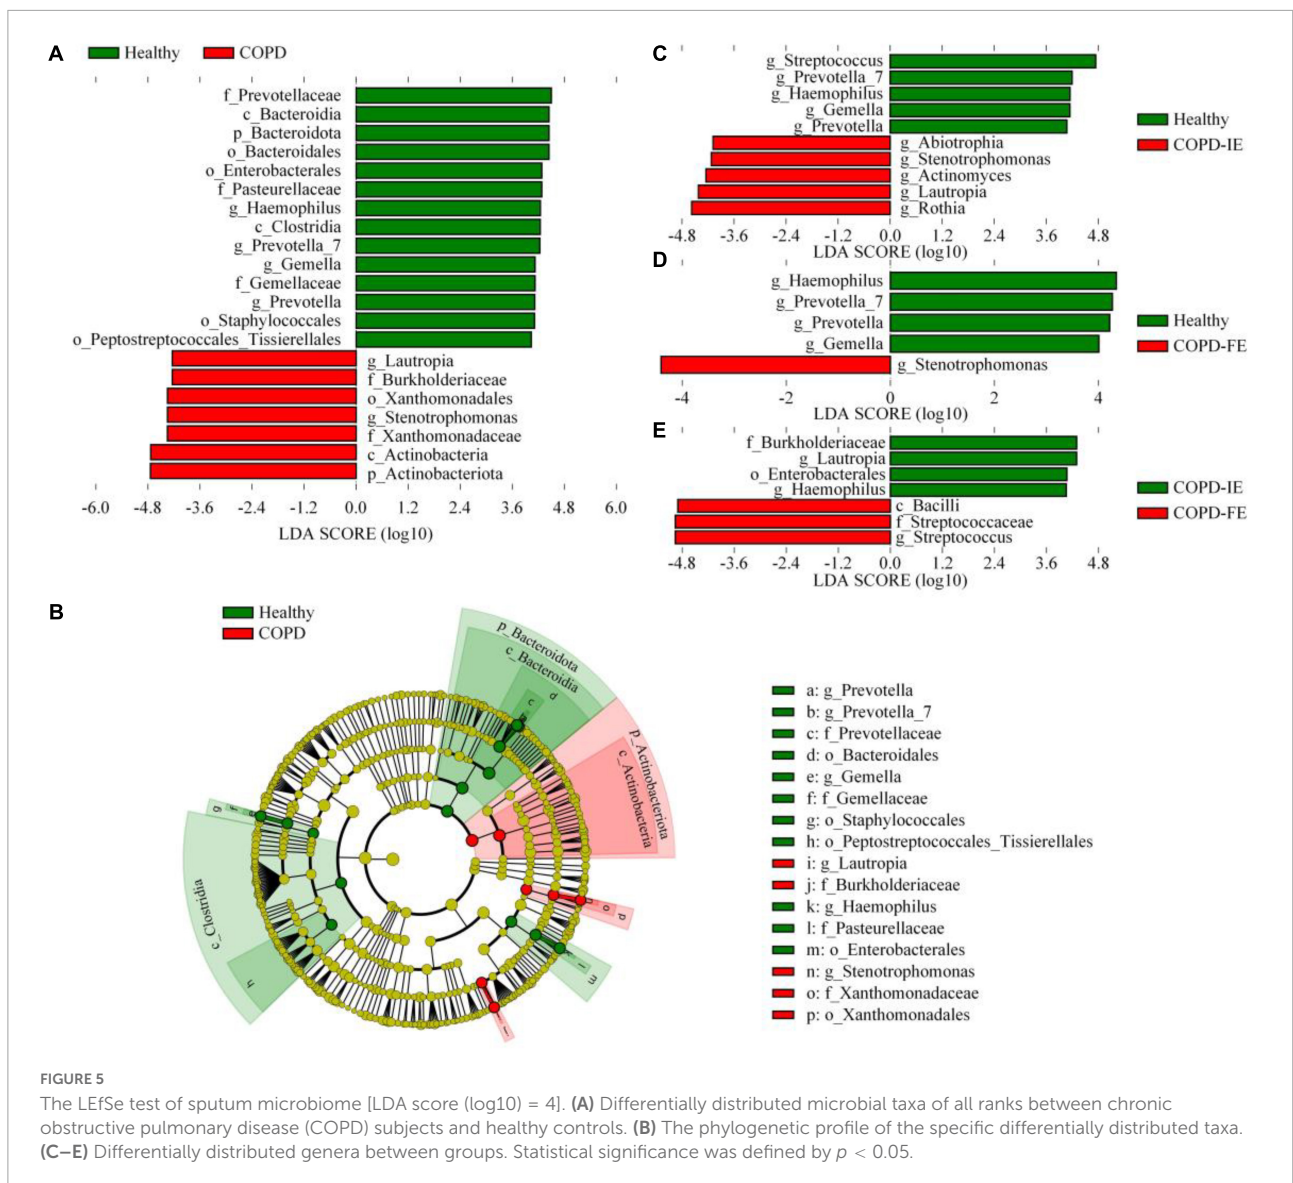 A
Healthy
COPD
f_Prevotellaceae
c_Bacteroidia
p_Bacteroidota
o_Bacteroidales
o_Enterobacterales
f_Pasteurellaceae
g_Haemophilus
c_Clostridia
g_Prevotella_7
g_Gemella
f_Gemellaceae
g_Prevotella
o_Staphylococcales
o_Peptostreptococcales_Tissierellales
g_Lautropia
f_Burkholderiaceae
o_Xanthomonadales
g_Stenotrophomonas
f_Xanthomonadaceae
c_Actinobacteria
p_Actinobacteriota
-6.0 -4.8 -3.6 -2.4 -1.2 0.0 1.2 2.4 3.6 4.8 6.0
LDA SCORE (log10)
C
g_Streptococcus
g_Prevotella_7
g_Haemophilus
g_Gemella
g_Prevotella
g_Abiotrophia
g_Stenotrophomonas
g_Actinomyces
g_Lautropia
g_Rothia
Healthy
COPD-IE
-4.8 -3.6 -2.4 -1.2 0.0 1.2 2.4 3.6 4.8
LDA SCORE (log10)
D
g_Haemophilus
g_Prevotella_7
g_Prevotella
g_Gemella
g_Stenotrophomonas
Healthy
COPD-FE
-4 -2 0 2 4
LDA SCORE (log10)
E
f_Burkholderiaceae
g_Lautropia
o_Enterobacterales
g_Haemophilus
c_Bacilli
f_Streptococcaceae
g_Streptococcus
COPD-IE
COPD-FE
-4.8 -3.6 -2.4 -1.2 0.0 1.2 2.4 3.6 4.8
LDA SCORE (log10)
B
Healthy
COPD
p_Bacteroidota
c_Bacteroidia
d
c
p_Actinobacteriota
c_Actinobacteria
g
f
c_Clostridia
h
o
p
l
m
a: g_Prevotella
b: g_Prevotella_7
c: f_Prevotellaceae
d: o_Bacteroidales
e: g_Gemella
f: f_Gemellaceae
g: o_Staphylococcales
h: o_Peptostreptococcales_Tissierellales
i: g_Lautropia
j: f_Burkholderiaceae
k: g_Haemophilus
l: f_Pasteurellaceae
m: o_Enterobacterales
n: g_Stenotrophomonas
o: f_Xanthomonadaceae
p: o_Xanthomonadales
FIGURE 5
The LEfSe test of sputum microbiome [LDA score (log10) = 4]. (A) Differentially distributed microbial taxa of all ranks between chronic
obstructive pulmonary disease (COPD) subjects and healthy controls. (B) The phylogenetic profile of the specific differentially distributed taxa.
(C–E) Differentially distributed genera between groups. Statistical significance was defined by p < 0.05.